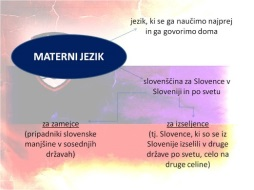 jezik, ki se ga naučimo najprej
in ga govorimo doma
MATERNI JEZIK
slovenščina za Slovence v
Sloveniji in po svetu
za zamejce
(pripadniki slovenske
manjšine v sosednjih
državah)
za izseljence
(tj. Slovence, ki so se iz
Slovenije izselili v druge
države po svetu, celo na
druge celine)